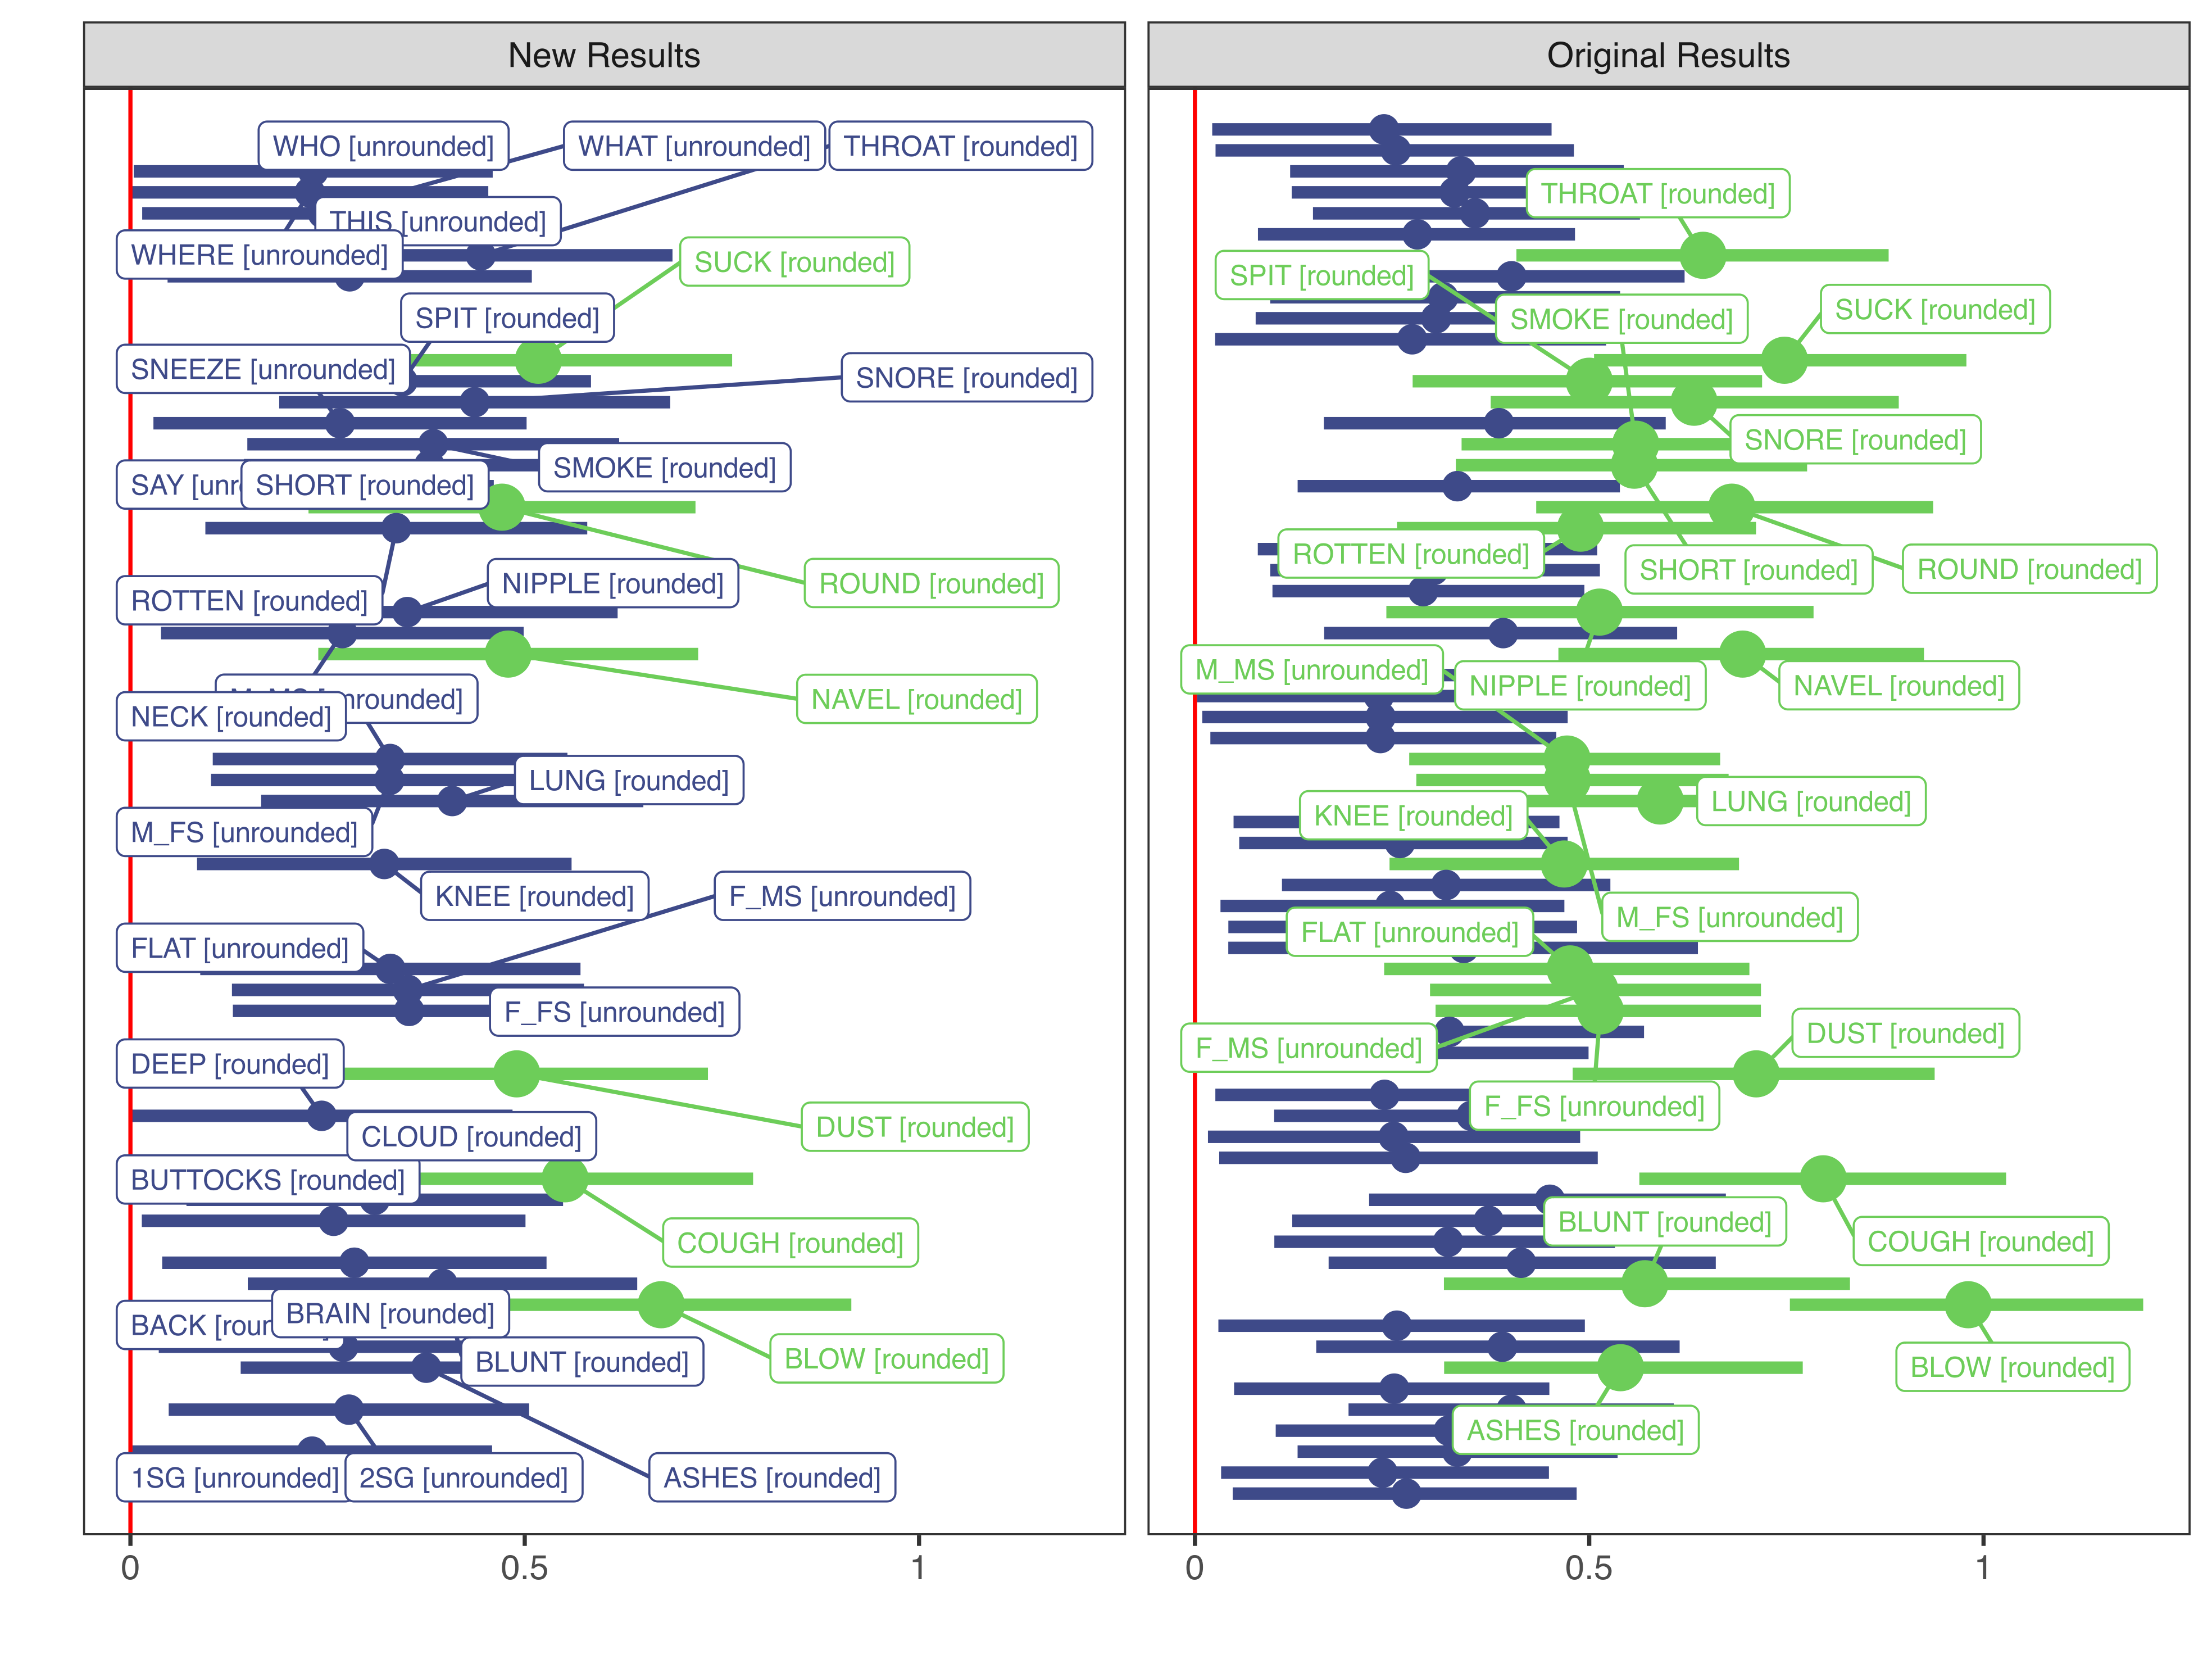 New Results
WHO [unrounded]
WHAT [unrounded]
THROAT [rounded]
THIS [unrounded]
WHERE [unrounded]
SUCK [rounded]
SPIT [rounded]
SNEEZE [unrounded]
SNORE [rounded]
SMOKE [rounded]
SAY [unr
SHORT [rounded]
ROTTEN [rounded]
NIPPLE [rounded]
ROUND [rounded]
nrounded]
NECK [rounded]
NAVEL [rounded]
LUNG [rounded]
M_FS [unrounded]
KNEE [rounded]
F_MS [unrounded]
FLAT [unrounded]
F_FS [unrounded]
DEEP [rounded]
DUST [rounded]
CLOUD [rounded]
BUTTOCKS [rounded]
COUGH [rounded]
BACK [roun
BRAIN [rounded]
BLUNT [rounded]
BLOW [rounded]
1SG [unrounded]
2SG [unrounded]
ASHES [rounded]
0
0.5
1
Original Results
THROAT [rounded]
SPIT [rounded]
SMOKE [rounded]
SUCK [rounded]
SNORE [rounded]
ROTTEN [rounded]
SHORT [rounded]
ROUND [rounded]
M_MS [unrounded]
NIPPLE [rounded]
NAVEL [rounded]
KNEE [rounded]
LUNG [rounded]
M_FS [unrounded]
FLAT [unrounded]
F_MS [unrounded]
DUST [rounded]
F_FS [unrounded]
BLUNT [rounded]
COUGH [rounded]
BLOW [rounded]
ASHES [rounded]
0
0.5
1